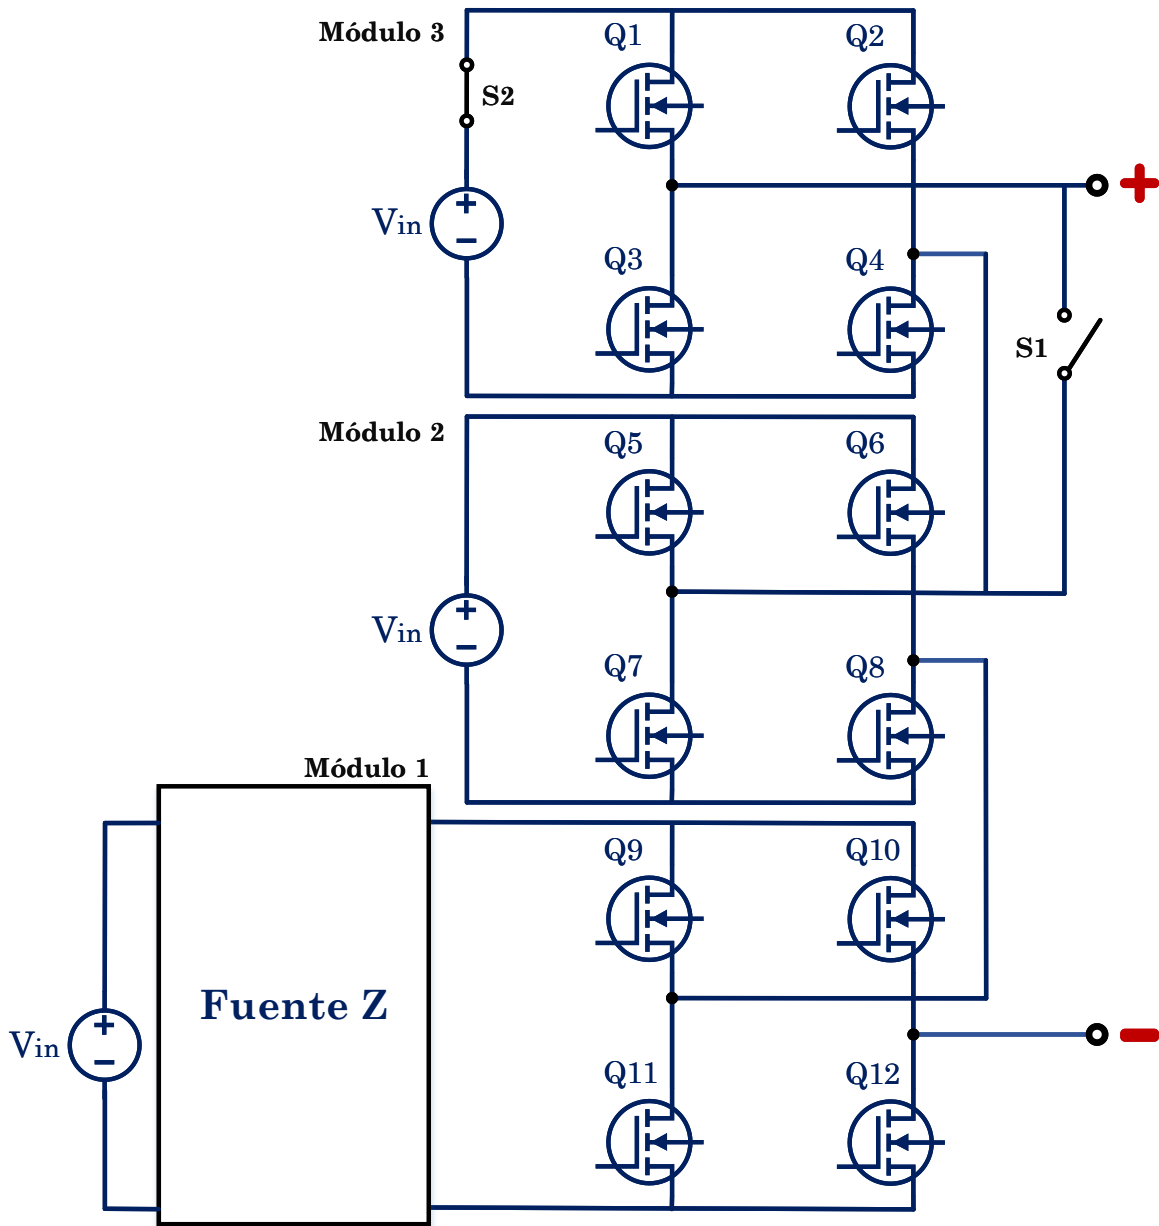 Módulo 3
Q1
Q2
S2
+
Vin
+
−
Q3
Q4
S1
Módulo 2
Q5
Q6
Vin
+
−
Q7
Q8
Módulo 1
Q9
Q10
Fuente Z
Vin
+
−
−
Q11
Q12